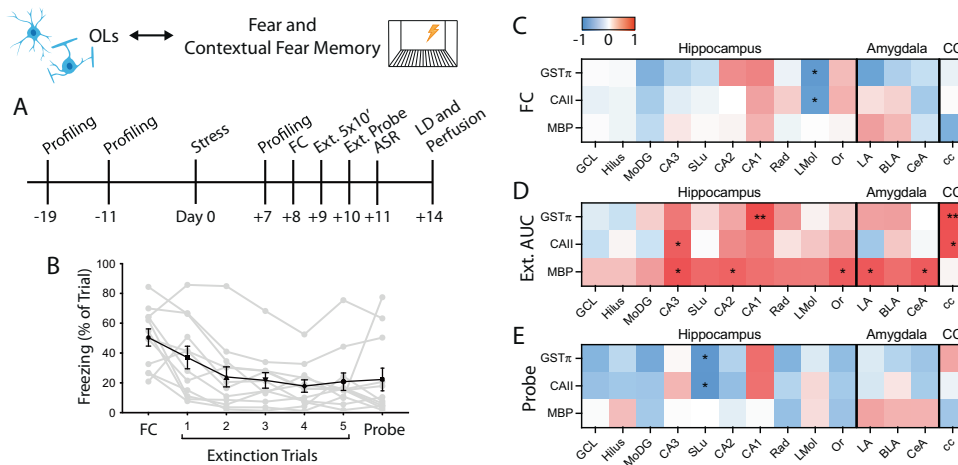 OLs
Fear and
Contextual Fear Memory
A
Profiling
Profiling
Stress
Profiling
FC
Ext. 5x10'
Ext. Probe
ASR
LD and
Perfusion
-19
-11
Day 0
+7
+8
+9
+10
+11
+14
B
Freezing (% of Trial)
100
80
60
40
20
0
FC
1
2
3
4
5
Probe
Extinction Trials
C
-1
0
1
Hippocampus
Amygdala
CC
FC
GSTπ
*
CAII
*
MBP
GCL
Hilus
MoDG
CA3
SLu
CA2
CA1
Rad
LMol
Or
LA
BLA
CeA
cc
D
Hippocampus
Amygdala
CC
Ext. AUC
GSTπ
**
**
CAII
*
*
MBP
*
*
*
*
*
GCL
Hilus
MoDG
CA3
SLu
CA2
CA1
Rad
LMol
Or
LA
BLA
CeA
cc
E
Hippocampus
Amygdala
CC
Probe
GSTπ
*
CAII
*
MBP
GCL
Hilus
MoDG
CA3
SLu
CA2
CA1
Rad
LMol
Or
LA
BLA
CeA
cc